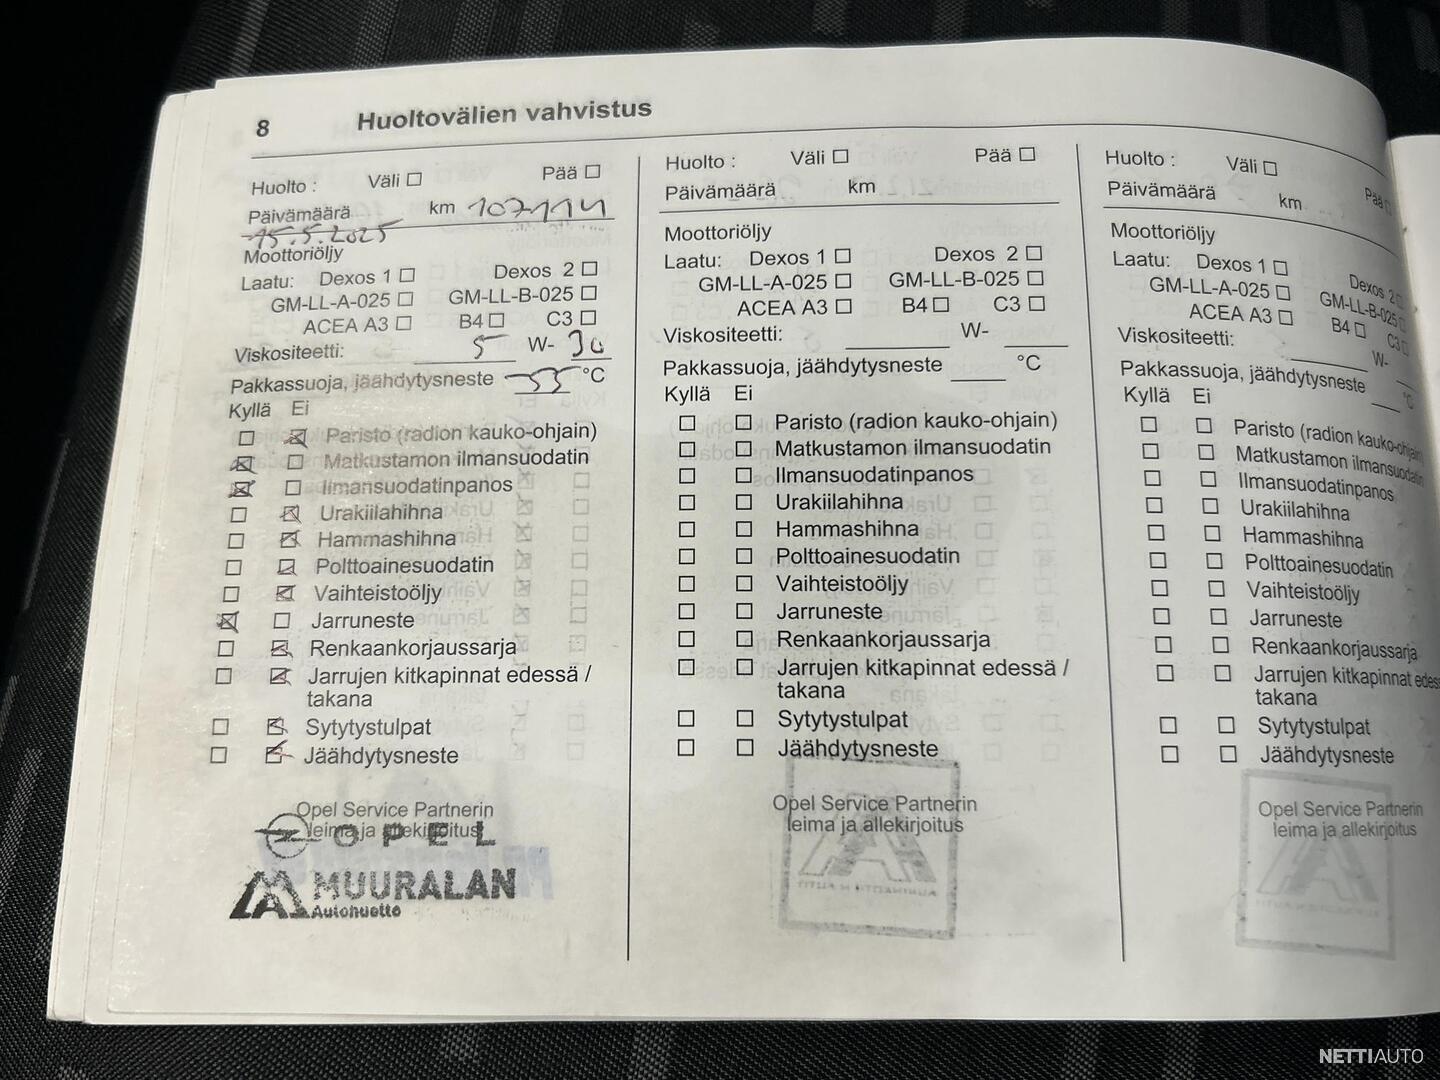 8 Huoltovälien vahvistus
Huolto : Väli ☐ Pää ☐
Päivämäärä km 107114
15.5.2025
Moottoriöljy
Laatu: Dexos 1 ☐ Dexos 2 ☐
GM-LL-A-025 ☐ GM-LL-B-025 ☐
ACEA A3 ☐ B4 ☐ C3 ☐
Viskositeetti: 5 W- 30
Pakkassuoja, jäähdytysneste -35 °C
Kyllä Ei
☐ ☒ Paristo (radion kauko-ohjain)
☒ ☐ Matkustamon ilmansuodatin
☒ ☐ Ilmansuodatinpanos
☐ ☒ Urakiilahihna
☐ ☒ Hammashihna
☐ ☒ Polttoainesuodatin
☐ ☒ Vaihteistoöljy
☒ ☐ Jarruneste
☐ ☒ Renkaankorjaussarja
☐ ☒ Jarrujen kitkapinnat edessä /
takana
☐ ☒ Sytytystulpat
☐ ☒ Jäähdytysneste
Opel Service Partnerin
leima ja allekirjoitus
OPEL
MUURALAN
Autohuolto
Huolto : Väli ☐ Pää ☐
Päivämäärä km
Moottoriöljy
Laatu: Dexos 1 ☐ Dexos 2 ☐
GM-LL-A-025 ☐ GM-LL-B-025 ☐
ACEA A3 ☐ B4 ☐ C3 ☐
Viskositeetti: W-
Pakkassuoja, jäähdytysneste °C
Kyllä Ei
☐ ☐ Paristo (radion kauko-ohjain)
☐ ☐ Matkustamon ilmansuodatin
☐ ☐ Ilmansuodatinpanos
☐ ☐ Urakiilahihna
☐ ☐ Hammashihna
☐ ☐ Polttoainesuodatin
☐ ☐ Vaihteistoöljy
☐ ☐ Jarruneste
☐ ☐ Renkaankorjaussarja
☐ ☐ Jarrujen kitkapinnat edessä /
takana
☐ ☐ Sytytystulpat
☐ ☐ Jäähdytysneste
Opel Service Partnerin
leima ja allekirjoitus
Huolto : Väli ☐ Pää ☐
Päivämäärä km
Moottoriöljy
Laatu: Dexos 1 ☐ Dexos 2 ☐
GM-LL-A-025 ☐ GM-LL-B-025 ☐
ACEA A3 ☐ B4 ☐ C3 ☐
Viskositeetti: W-
Pakkassuoja, jäähdytysneste °C
Kyllä Ei
☐ ☐ Paristo (radion kauko-ohjain)
☐ ☐ Matkustamon ilmansuodatin
☐ ☐ Ilmansuodatinpanos
☐ ☐ Urakiilahihna
☐ ☐ Hammashihna
☐ ☐ Polttoainesuodatin
☐ ☐ Vaihteistoöljy
☐ ☐ Jarruneste
☐ ☐ Renkaankorjaussarja
☐ ☐ Jarrujen kitkapinnat
takana
☐ ☐ Sytytystulpat
☐ ☐ Jäähdytysneste
Opel Service Partnerin
leima ja allekirjoitus
NETTIAUTO